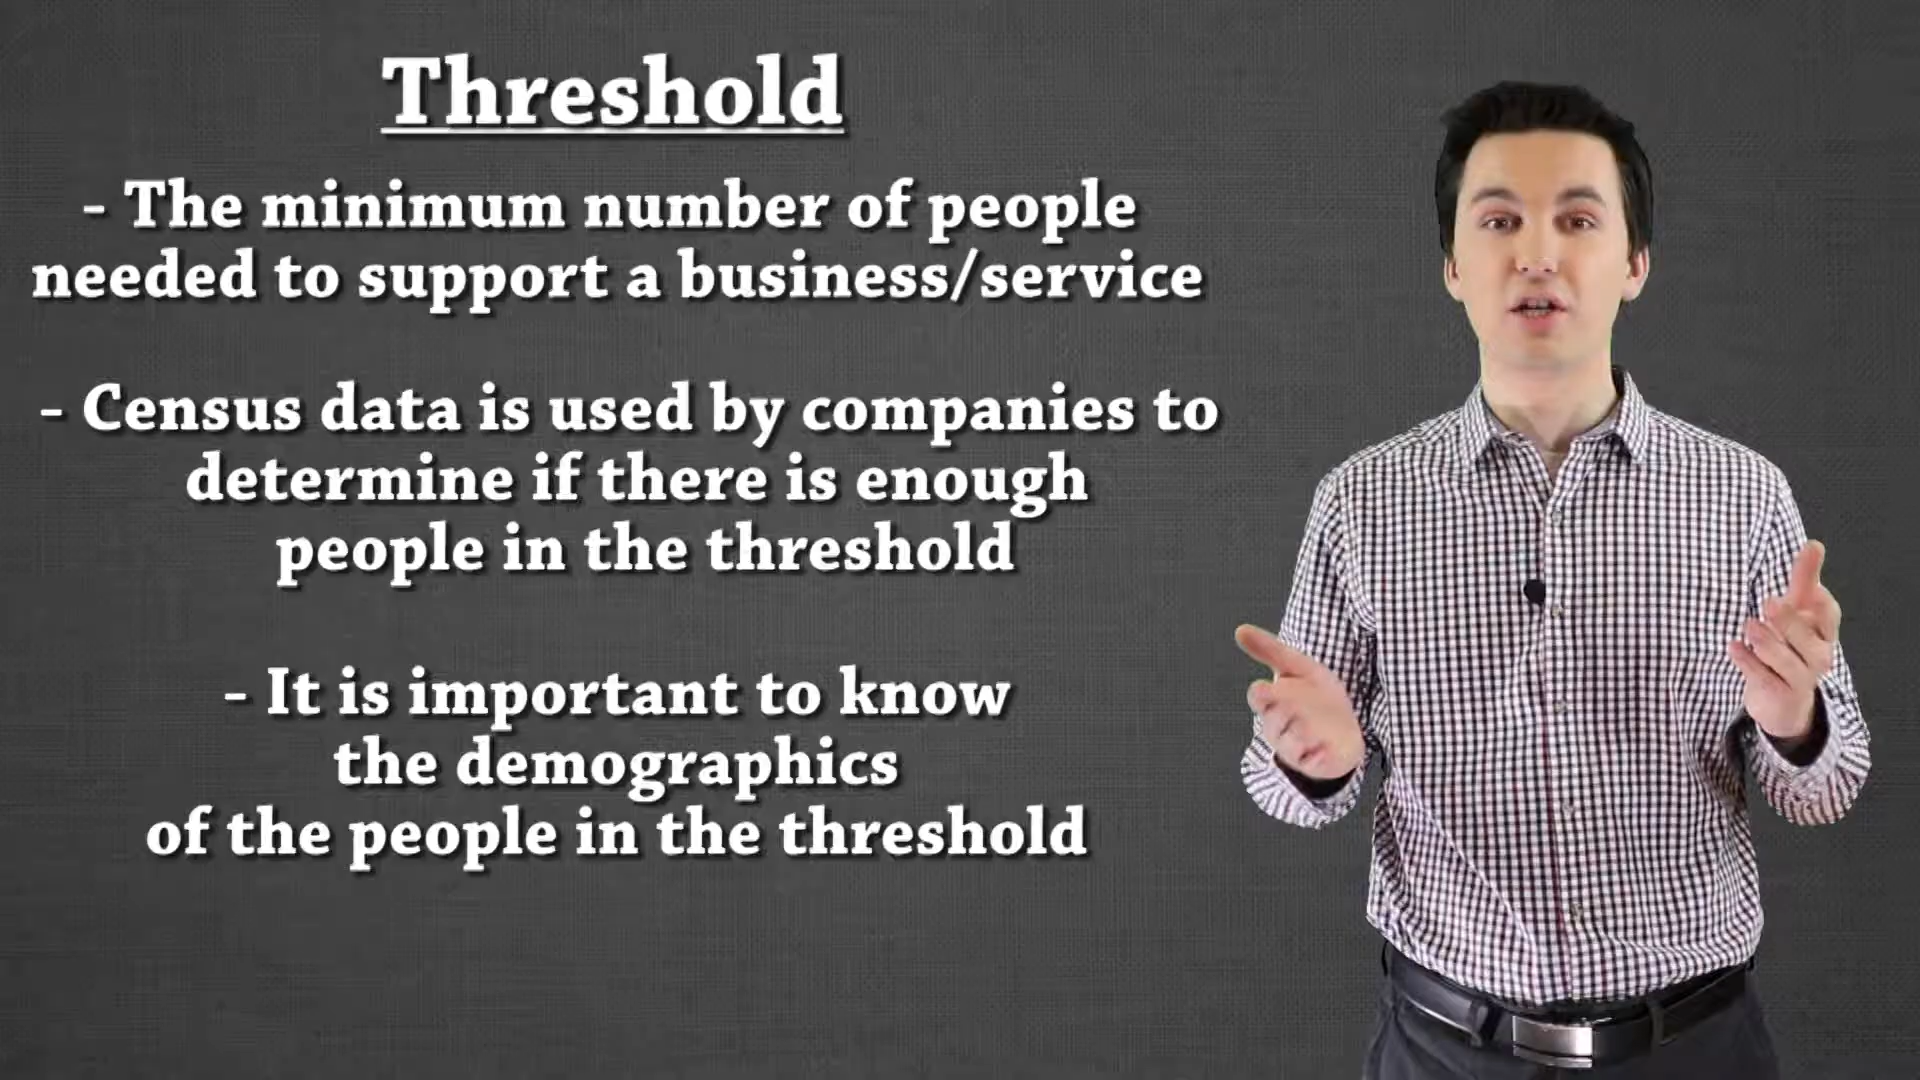 Threshold
- The minimum number of people
needed to support a business/service
- Census data is used by companies to
determine if there is enough
people in the threshold
- It is important to know
the demographics
of the people in the threshold